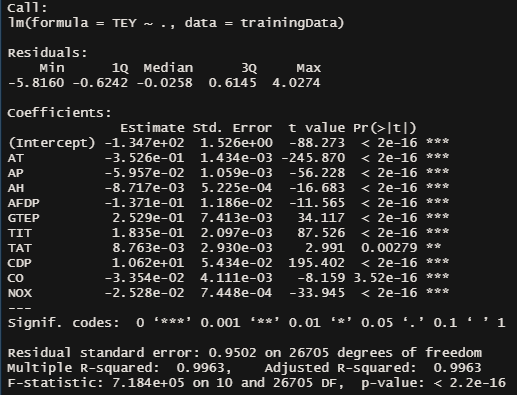 Call:
lm(formula = TEY ~ ., data = trainingData)
Residuals:
Min 1Q Median 3Q Max
-5.8160 -0.6242 -0.0258 0.6145 4.0274
Coefficients:
Estimate Std. Error t value Pr(>|t|)
(Intercept) -1.347e+02 1.526e+00 -88.273 < 2e-16 ***
AT -3.526e-01 1.434e-03 -245.870 < 2e-16 ***
AP -5.957e-02 1.059e-03 -56.228 < 2e-16 ***
AH -8.717e-03 5.225e-04 -16.683 < 2e-16 ***
AFDP -1.371e-01 1.186e-02 -11.565 < 2e-16 ***
GTEP 2.529e-01 7.413e-03 34.117 < 2e-16 ***
TIT 1.835e-01 2.097e-03 87.526 < 2e-16 ***
TAT 8.763e-03 2.930e-03 2.991 0.00279 **
CDP 1.062e+01 5.434e-02 195.402 < 2e-16 ***
CO -3.354e-02 4.111e-03 -8.159 3.52e-16 ***
NOX -2.528e-02 7.448e-04 -33.945 < 2e-16 ***
---
Signif. codes: 0 ‘***’ 0.001 ‘**’ 0.01 ‘*’ 0.05 ‘.’ 0.1 ‘ ’ 1
Residual standard error: 0.9502 on 26705 degrees of freedom
Multiple R-squared: 0.9963, Adjusted R-squared: 0.9963
F-statistic: 7.184e+05 on 10 and 26705 DF, p-value: < 2.2e-16